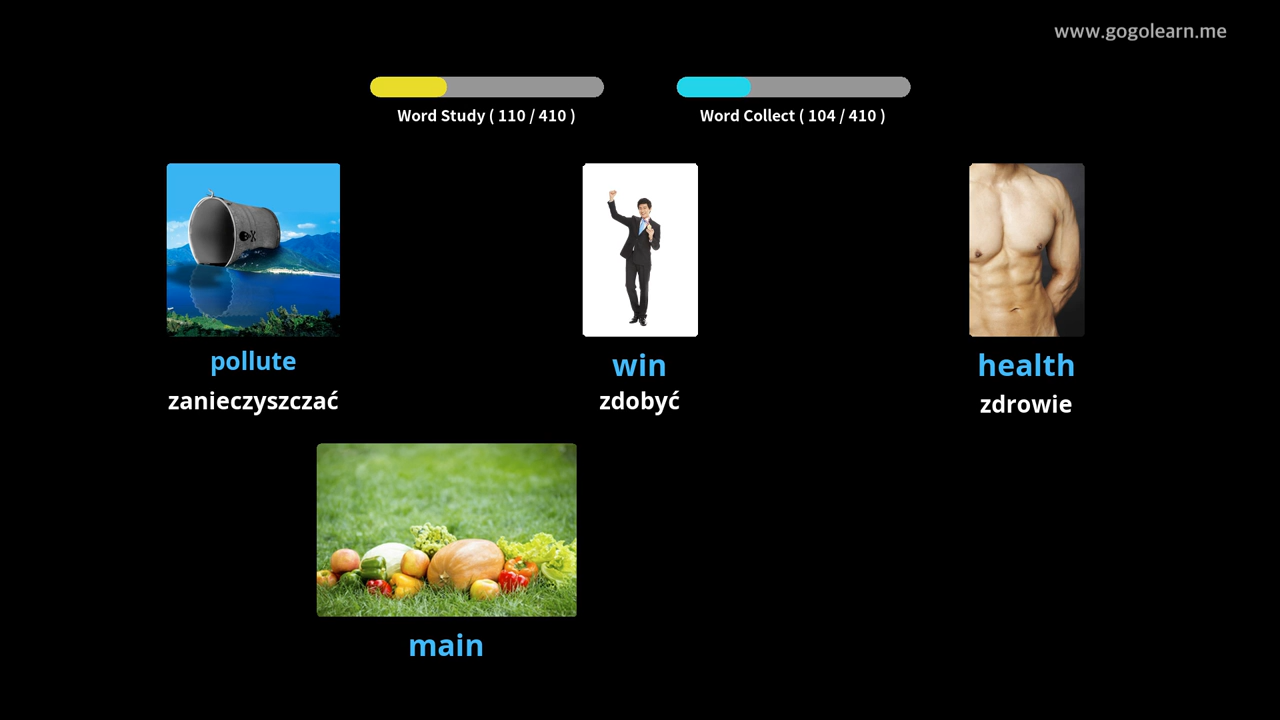 www.gogolearn.me
Word Study ( 110 / 410 )
Word Collect ( 104 / 410 )
pollute
zanieczyszczać
win
zdobyć
health
zdrowie
main